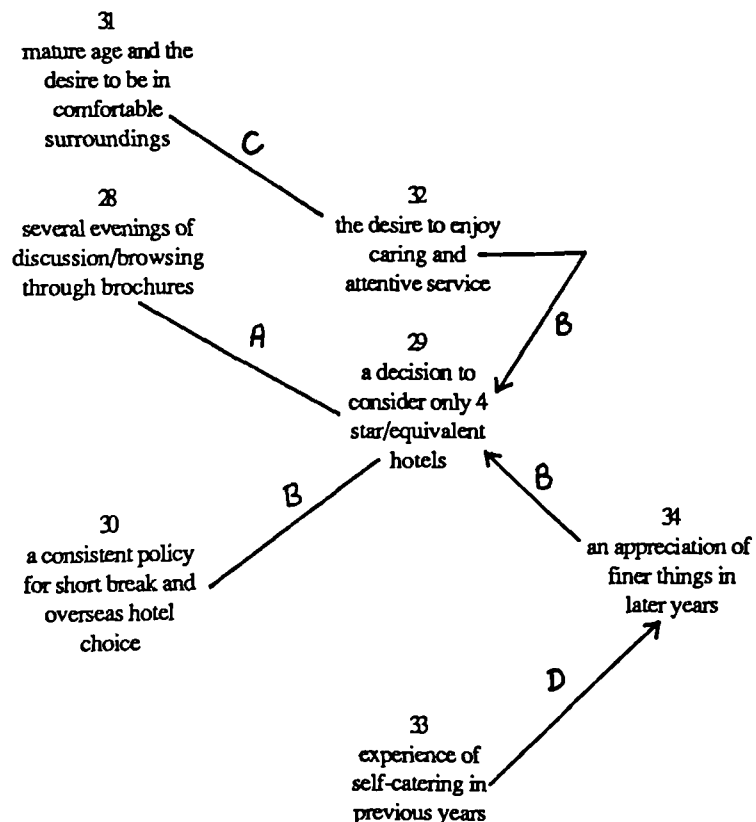 31
mature age and the
desire to be in
comfortable
surroundings
C
28
several evenings of
discussion/browsing
through brochures
32
the desire to enjoy
caring and
attentive service
A
B
29
a decision to
consider only 4
star/equivalent
hotels
B
B
30
a consistent policy
for short break and
overseas hotel
choice
34
an appreciation of
finer things in
later years
D
33
experience of
self-catering in
previous years